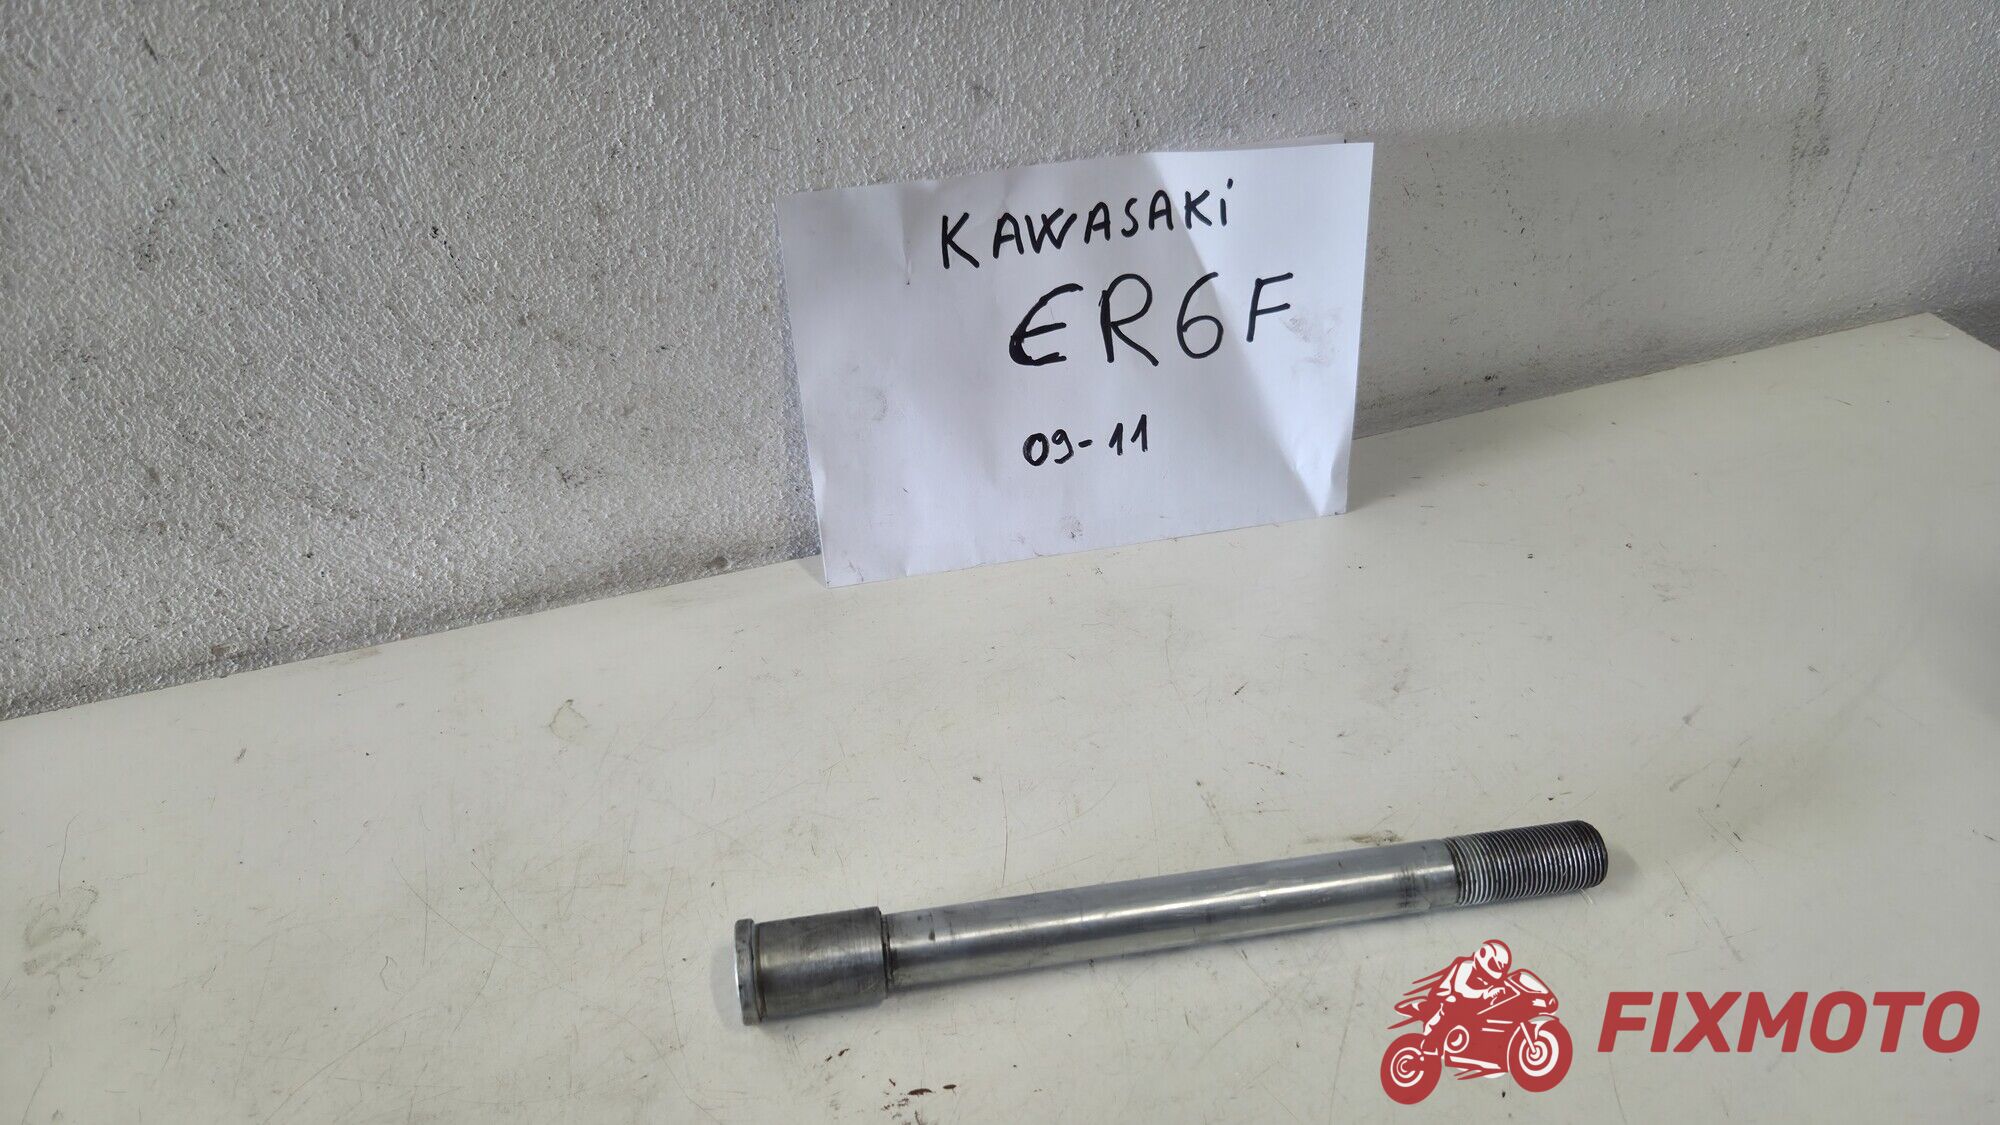 KAWASAKi
ER6F
09-11
FIXMOTO